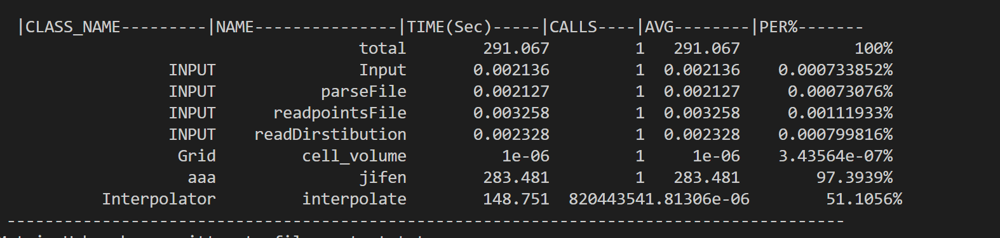 |CLASS_NAME---------|NAME---------------|TIME(Sec)-----|CALLS----|AVG--------|PER%-------
total 291.067 1 291.067 100%
INPUT Input 0.002136 1 0.002136 0.000733852%
INPUT parseFile 0.002127 1 0.002127 0.00073076%
INPUT readpointsFile 0.003258 1 0.003258 0.00111933%
INPUT readDirstibution 0.002328 1 0.002328 0.000799816%
Grid cell_volume 1e-06 1 1e-06 3.43564e-07%
aaa jifen 283.481 1 283.481 97.3939%
Interpolator interpolate 148.751 820443541.81306e-06 51.1056%
----------------------------------------------------------------------------------------